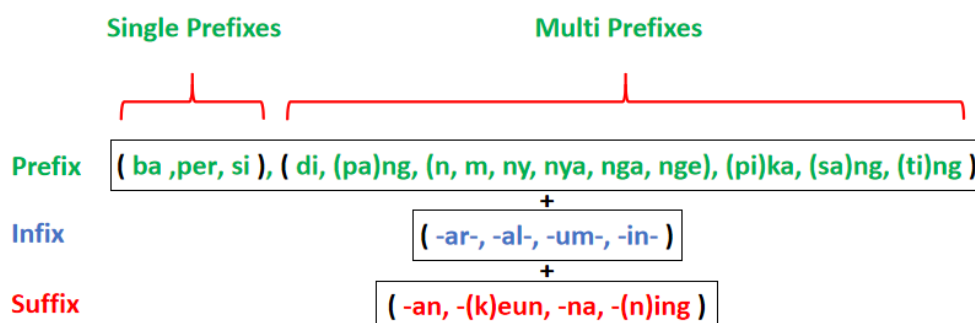 Single Prefixes Multi Prefixes
Prefix ( ba ,per, si ), ( di, (pa)ng, (n, m, ny, nya, nga, nge), (pi)ka, (sa)ng, (ti)ng )
+
Infix ( -ar-, -al-, -um-, -in- )
+
Suffix ( -an, -(k)eun, -na, -(n)ing )